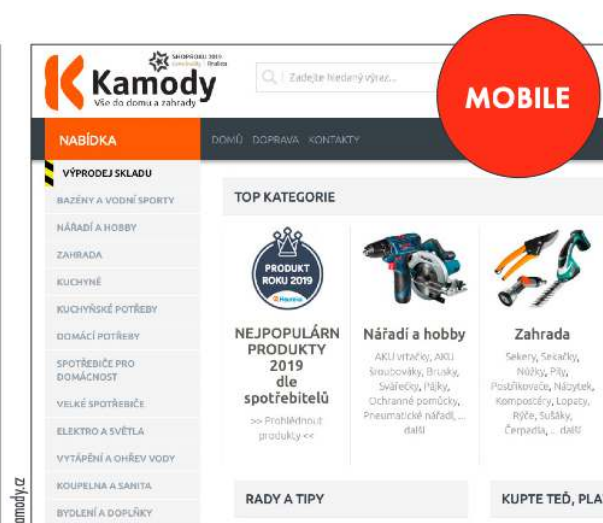 SHOPROKU 2019
Finalista
Kamody
Vše do domu a zahrady
Zadejte hledaný výraz...
MOBILE
NABÍDKA
DOMŮ DOPRAVA KONTAKTY
VÝPRODEJ SKLADU
BAZÉNY A VODNÍ SPORTY
NÁŘADÍ A HOBBY
ZAHRADA
KUCHYNĚ
KUCHYŇSKÉ POTŘEBY
DOMÁCÍ POTŘEBY
SPOTŘEBIČE PRO
DOMÁCNOST
VELKÉ SPOTŘEBIČE
ELEKTRO A SVĚTLA
VYTÁPĚNÍ A OHŘEV VODY
KOUPELNA A SANITA
BYDLENÍ A DOPLŇKY
TOP KATEGORIE
PRODUKT
ROKU 2019
Heureka
NEJPOPULÁRN
PRODUKTY
2019
dle
spotřebitelů
>> Prohlédnout
produkty <<
Nářadí a hobby
AKU vrtačky, AKU
šroubováky, Brusky,
Svářečky, Pájky,
Ochranné pomůcky,
Pneumatické nářadí, ...
další
Zahrada
Sekery, Sekačky,
Nůžky, Pily,
Postřikovače, Nábytek,
Kompostéry, Lopaty,
Rýče, Sušáky,
Čerpadla, ... další
RADY A TIPY
KUPTE TEĎ, PLA
amody.cz